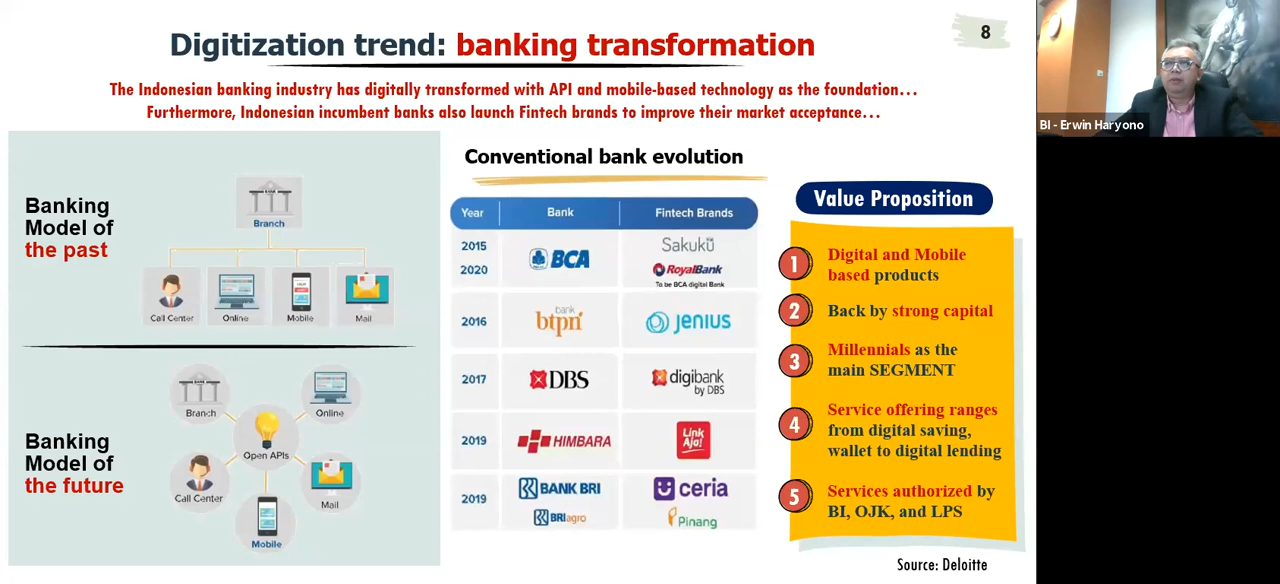 Digitization trend: banking transformation
8
The Indonesian banking industry has digitally transformed with API and mobile-based technology as the foundation...
Furthermore, Indonesian incumbent banks also launch Fintech brands to improve their market acceptance...
BI - Erwin Haryono
Banking
Model of
the past
BANK
Branch
Call Center
Online
Mobile
Mail
Banking
Model of
the future
BANK
Branch
Online
Open APIs
Call Center
Mail
Mobile
Conventional bank evolution
Year
Bank
Fintech Brands
2015
2020
BCA
Sakuku
RoyalBank
To be BCA digital Bank
2016
bank
btpn
Jenius
2017
DBS
digibank
by DBS
2019
HIMBARA
Link
Aja!
2019
BANK BRI
BRIagro
ceria
Pinang
Value Proposition
1
Digital and Mobile
based products
2
Back by strong capital
3
Millennials as the
main SEGMENT
4
Service offering ranges
from digital saving,
wallet to digital lending
5
Services authorized by
BI, OJK, and LPS
Source: Deloitte